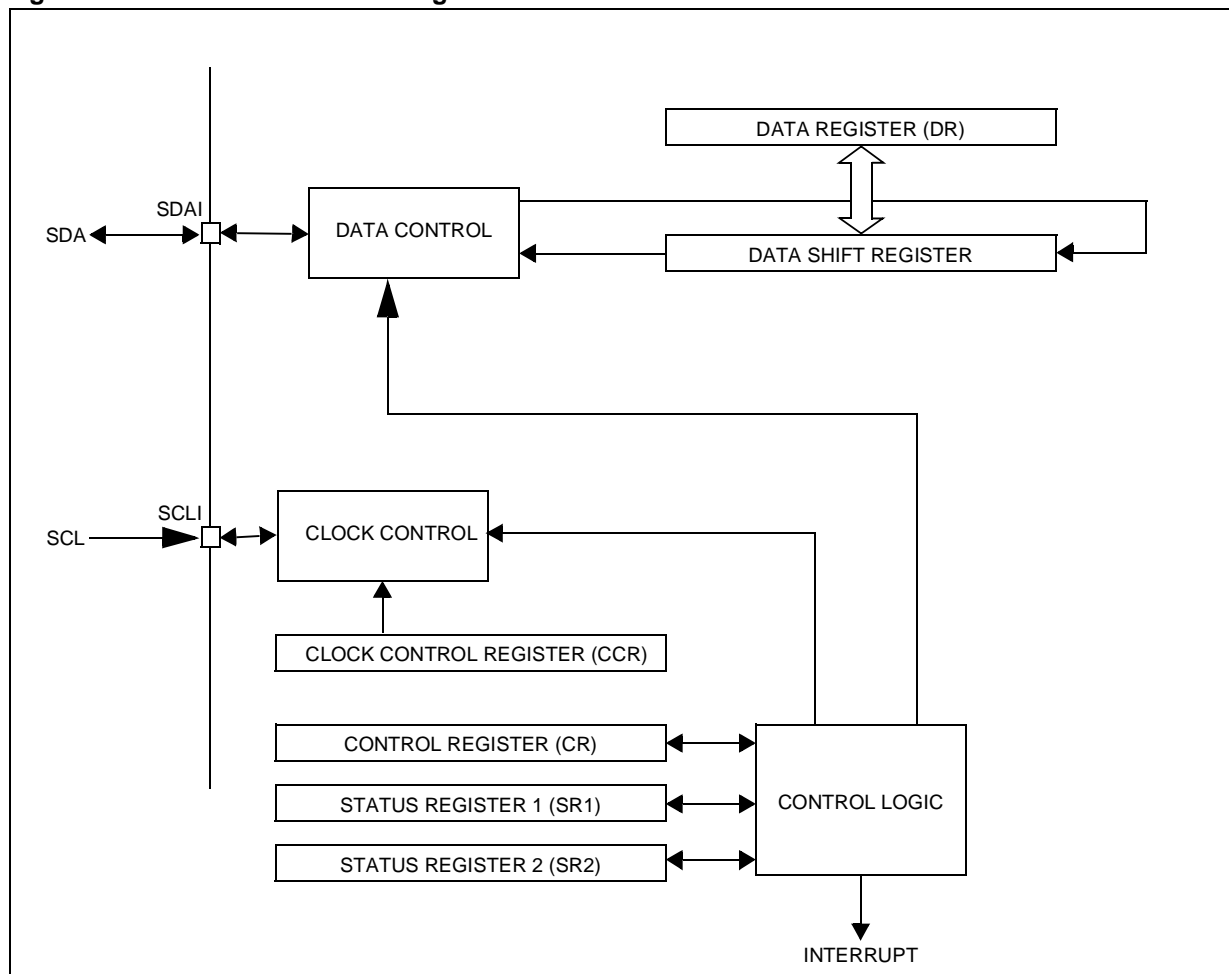 DATA REGISTER (DR)
SDAI
SDA
DATA CONTROL
DATA SHIFT REGISTER
SCLI
SCL
CLOCK CONTROL
CLOCK CONTROL REGISTER (CCR)
CONTROL REGISTER (CR)
STATUS REGISTER 1 (SR1)
CONTROL LOGIC
STATUS REGISTER 2 (SR2)
INTERRUPT